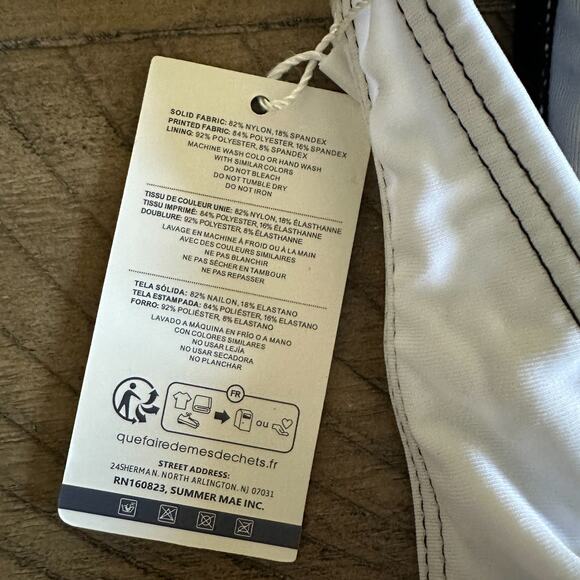 SOLID FABRIC: 82% NYLON, 18% SPANDEX
PRINTED FABRIC: 84% POLYESTER, 16% SPANDEX
LINING: 92% POLYESTER, 8% SPANDEX
MACHINE WASH COLD OR HAND WASH
WITH SIMILAR COLORS
DO NOT BLEACH
DO NOT TUMBLE DRY
DO NOT IRON
TISSU DE COULEUR UNIE: 82% NYLON, 18% ÉLASTHANNE
TISSU IMPRIMÉ: 84% POLYESTER, 16% ÉLASTHANNE
DOUBLURE: 92% POLYESTER, 8% ÉLASTHANNE
LAVAGE EN MACHINE À FROID OU À LA MAIN
AVEC DES COULEURS SIMILAIRES
NE PAS BLANCHIR
NE PAS SÉCHER EN TAMBOUR
NE PAS REPASSER
TELA SÓLIDA: 82% NAILON, 18% ELASTANO
TELA ESTAMPADA: 84% POLIÉSTER, 16% ELASTANO
FORRO: 92% POLIÉSTER, 8% ELASTANO
LAVADO A MÁQUINA EN FRÍO O A MANO
CON COLORES SIMILARES
NO USAR LEJÍA
NO USAR SECADORA
NO PLANCHAR
FR
ou
quefairedemesdechets.fr
STREET ADDRESS:
24SHERMAN. NORTH ARLINGTON. NJ 07031
RN160823, SUMMER MAE INC.